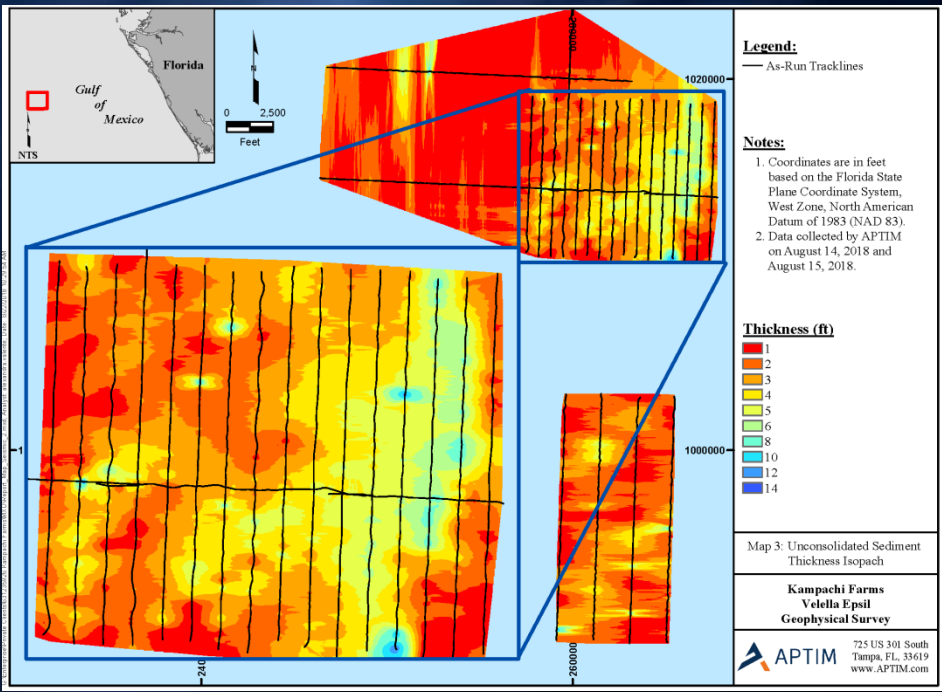 Florida
Gulf
of
Mexico
NTS
N
0 2,500
Feet
1020000
1000000
1
240
260000
Legend:
As-Run Tracklines
Notes:
1. Coordinates are in feet
based on the Florida State
Plane Coordinate System,
West Zone, North American
Datum of 1983 (NAD 83).
2. Data collected by APTIM
on August 14, 2018 and
August 15, 2018.
Thickness (ft)
1
2
3
4
5
6
8
10
12
14
Map 3: Unconsolidated Sediment
Thickness Isopach
Kampachi Farms
Velella Epsil
Geophysical Survey
APTIM
725 US 301 South
Tampa, FL, 33619
www.APTIM.com